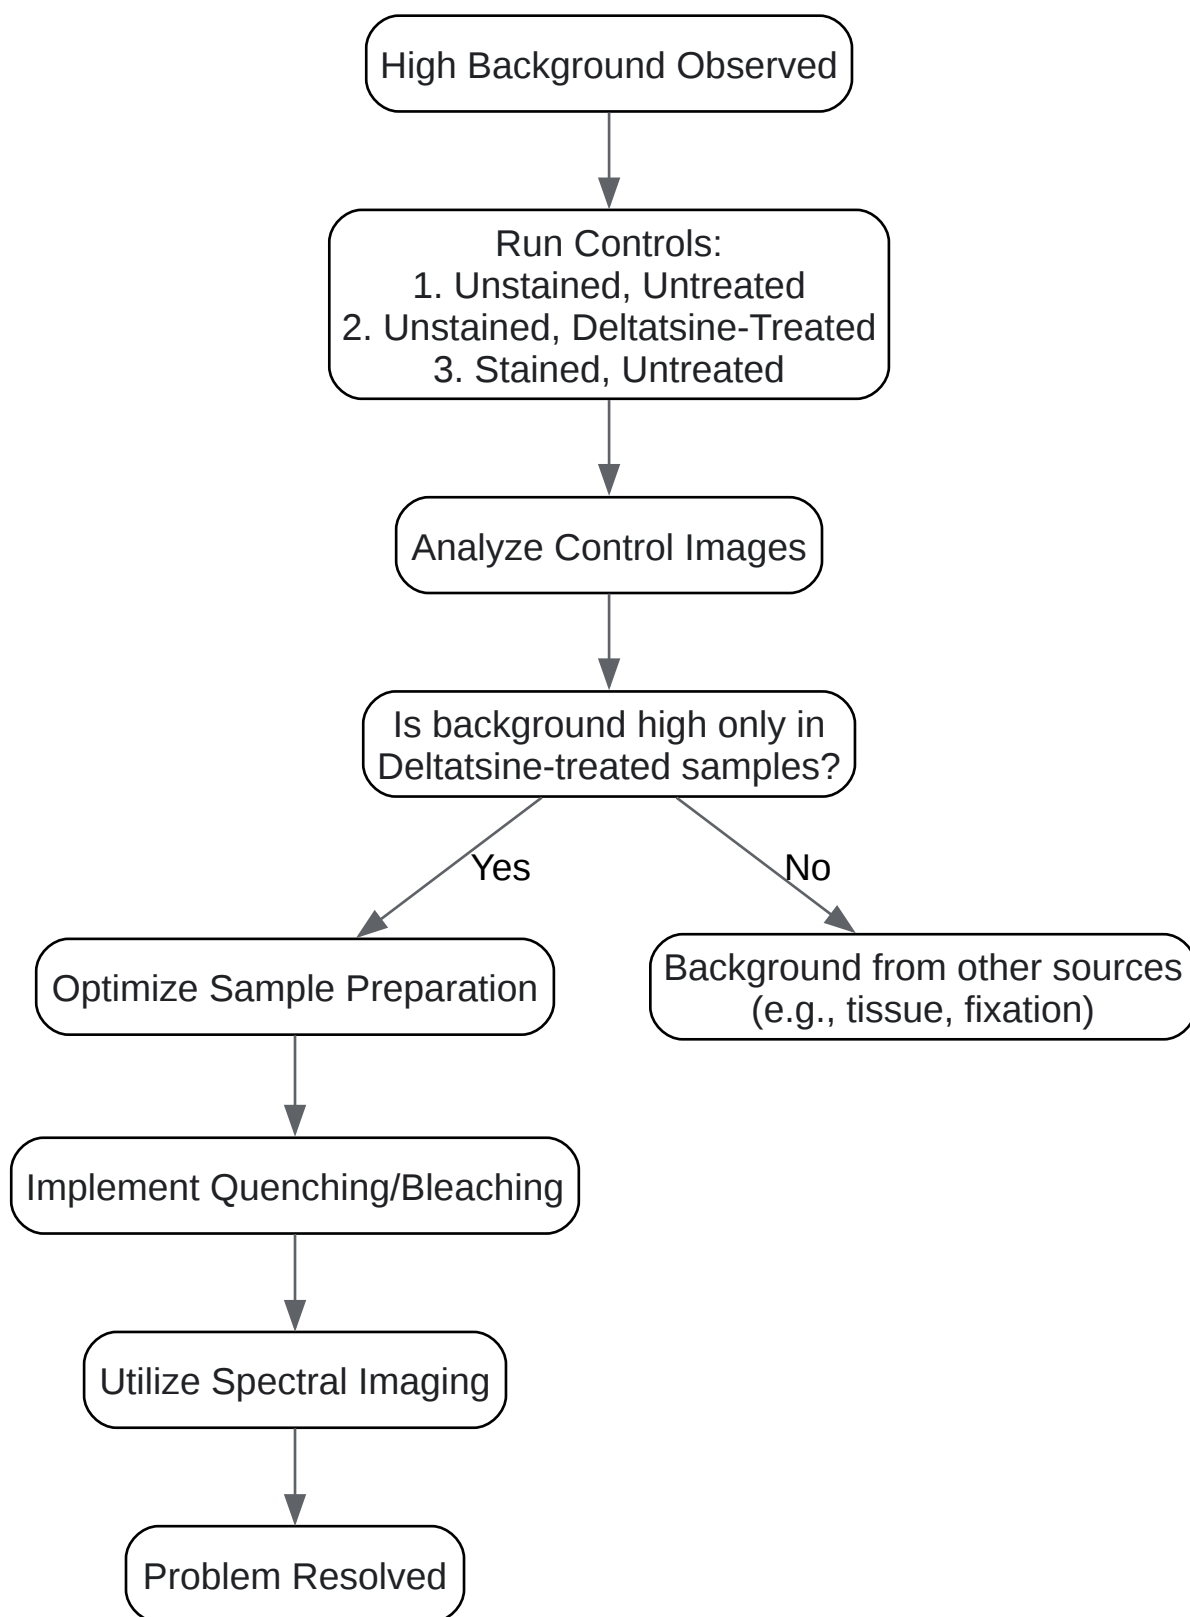 High Background Observed
Run Controls:
1. Unstained, Untreated
2. Unstained, Deltatsine-Treated
3. Stained, Untreated
Analyze Control Images
Is background high only in
Deltatsine-treated samples?
Yes
No
Optimize Sample Preparation
Background from other sources
(e.g., tissue, fixation)
Implement Quenching/Bleaching
Utilize Spectral Imaging
Problem Resolved